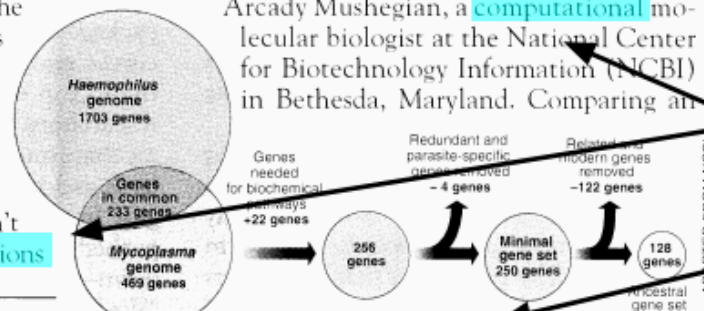 he
Arcady Mushegian, a computational mo-
lecular biologist at the National Center
for Biotechnology Information (NCBI)
in Bethesda, Maryland. Comparing an
Haemophilus
genome
1703 genes
Genes
in common
233 genes
Mycoplasma
genome
469 genes
n't
ions
Genes
needed
for biochemical
pathways
+22 genes
256
genes
Redundant and
parasite-specific
genes removed
– 4 genes
Minimal
gene set
250 genes
Related and
modern genes
removed
–122 genes
128
genes
Ancestral
gene set